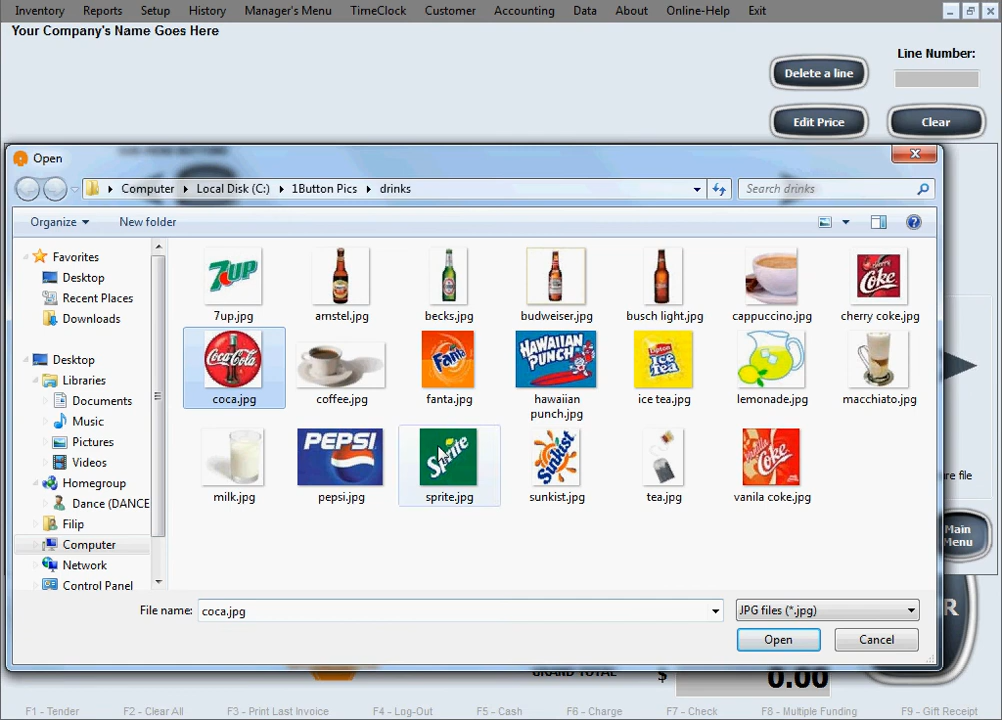 Inventory Reports Setup History Manager's Menu TimeClock Customer Accounting Data About Online-Help Exit
Your Company's Name Goes Here
Line Number:
Delete a line
Edit Price Clear
Open
Computer Local Disk (C:) 1Button Pics drinks
Search drinks
Organize New folder
Favorites
Desktop
Recent Places
Downloads
Desktop
Libraries
Documents
Music
Pictures
Videos
Homegroup
Dance (DANCE
Filip
Computer
Network
Control Panel
7UP
7up.jpg amstel.jpg becks.jpg budweiser.jpg busch light.jpg cappuccino.jpg cherry coke.jpg
cherry
Coke
Coca-Cola
Fanta
HAWAIIAN
PUNCH
Lipton
ICE
Tea
coca.jpg coffee.jpg fanta.jpg hawaiian
punch.jpg
ice tea.jpg lemonade.jpg macchiato.jpg
PEPSI
Sprite
Sunkist
Vanilla
Coke
milk.jpg pepsi.jpg sprite.jpg sunkist.jpg tea.jpg vanila coke.jpg
re file
Main
Menu
File name: coca.jpg JPG files (*.jpg)
R
Open Cancel
GRAND TOTAL $ 0.00
F1 - Tender F2 - Clear All F3 - Print Last Invoice F4 - Log-Out F5 - Cash F6 - Charge F7 - Check F8 - Multiple Funding F9 - Gift Receipt